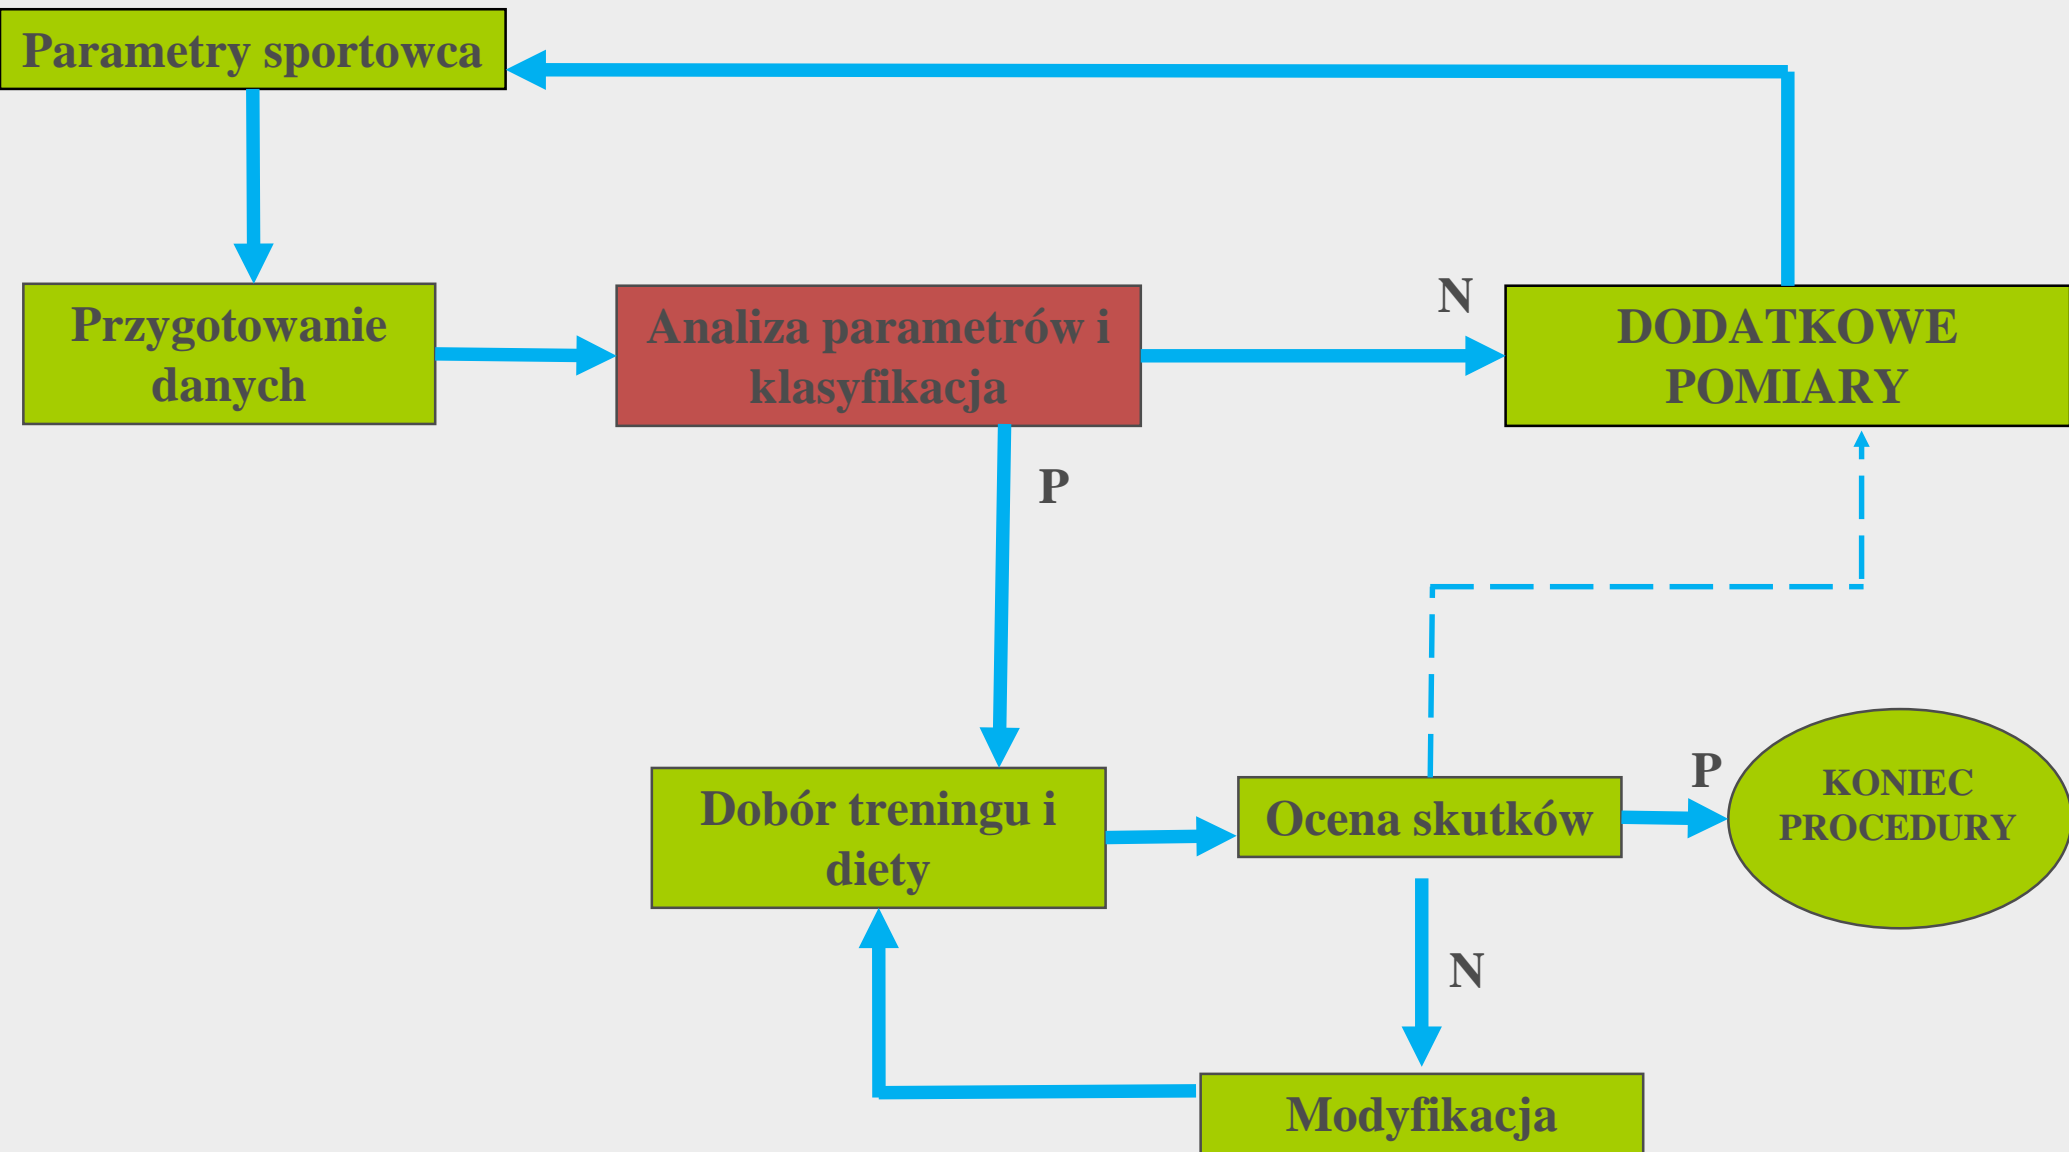 Parametry sportowca
Przygotowanie
danych
Analiza parametrów i
klasyfikacja
N
DODATKOWE
POMIARY
P
Dobór treningu i
diety
Ocena skutków
P
KONIEC
PROCEDURY
N
Modyfikacja